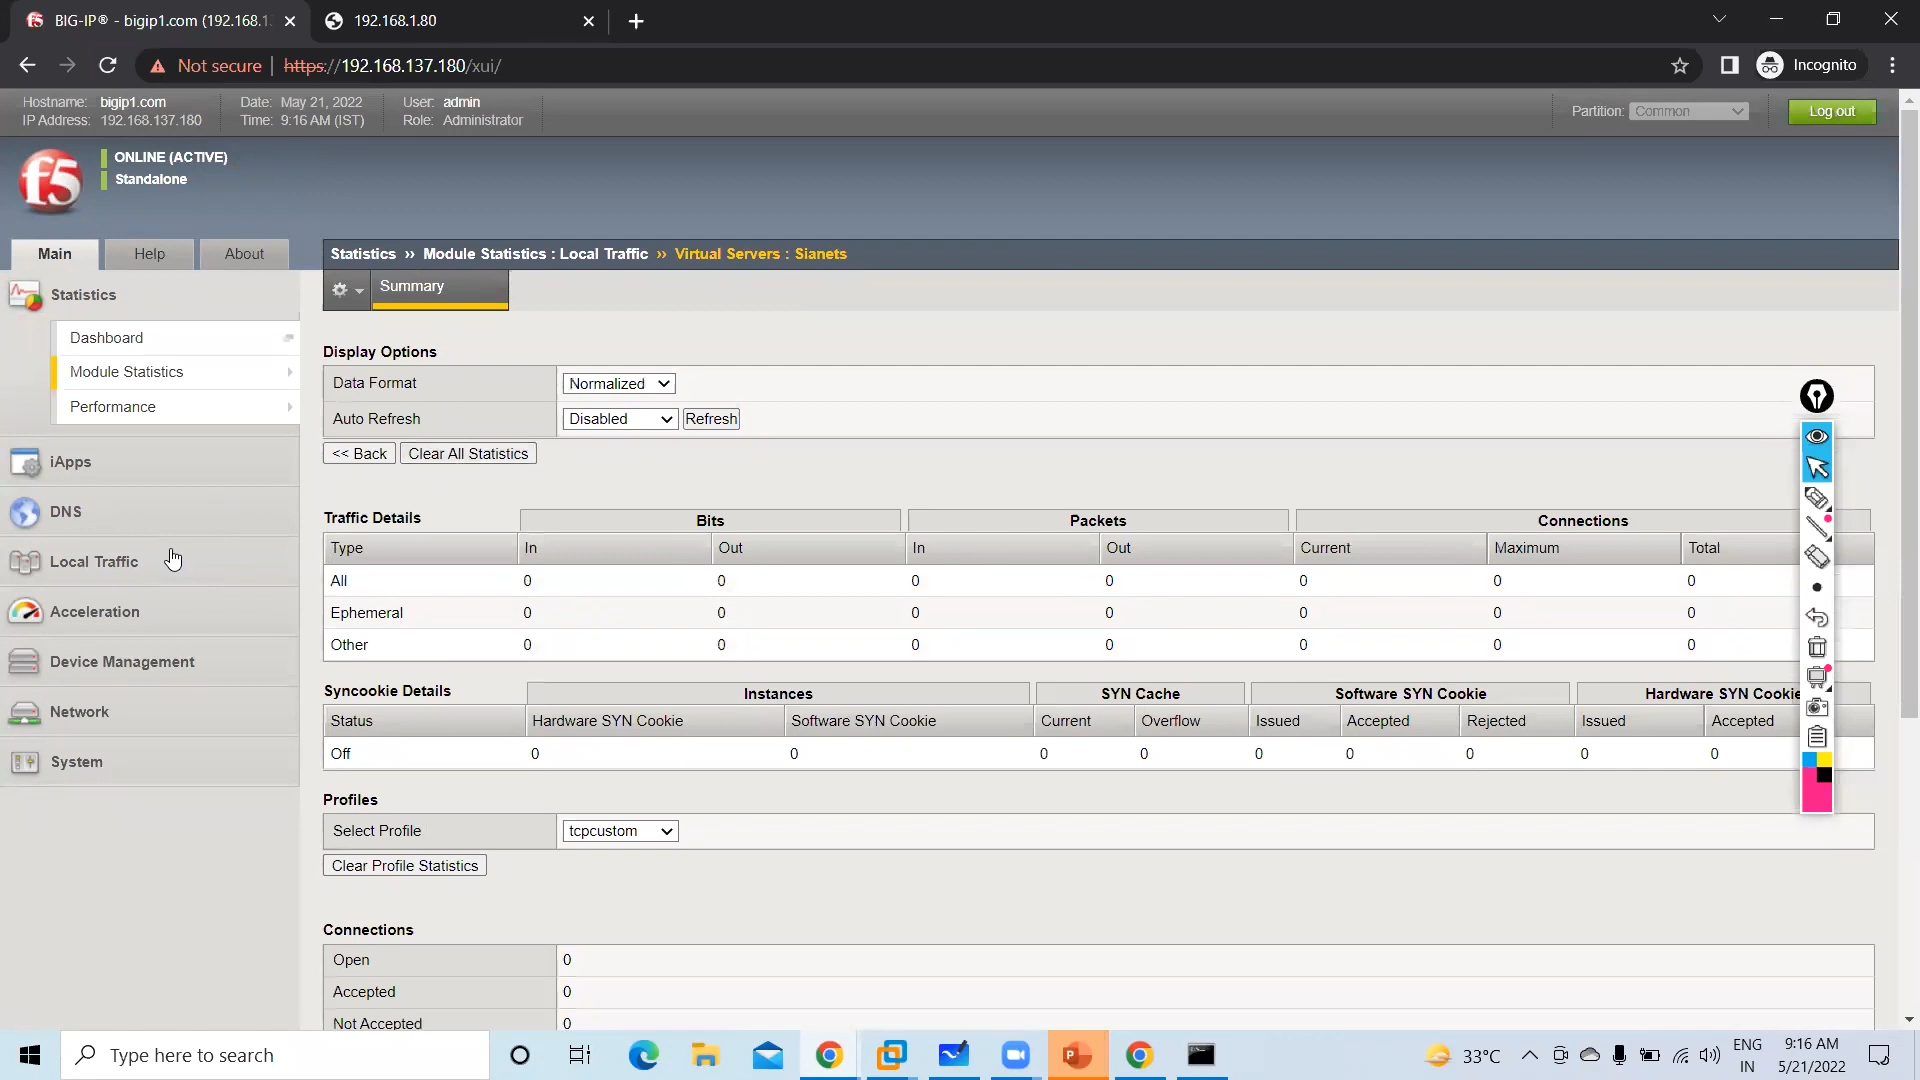 BIG-IP® - bigip1.com (192.168.1
192.168.1.80
Not secure
https://192.168.137.180/xui/
Incognito
Hostname: bigip1.com
IP Address: 192.168.137.180
Date: May 21, 2022
Time: 9:16 AM (IST)
User: admin
Role: Administrator
Partition: Common
Log out
f5
ONLINE (ACTIVE)
Standalone
Main
Help
About
Statistics
Dashboard
Module Statistics
Performance
iApps
DNS
Local Traffic
Acceleration
Device Management
Network
System
Statistics ›› Module Statistics : Local Traffic ›› Virtual Servers : Sianets
Summary
Display Options
Data Format Normalized
Auto Refresh Disabled Refresh
<< Back Clear All Statistics
Traffic Details Bits Packets Connections
Type In Out In Out Current Maximum Total
All 0 0 0 0 0 0 0
Ephemeral 0 0 0 0 0 0 0
Other 0 0 0 0 0 0 0
Syncookie Details Instances SYN Cache Software SYN Cookie Hardware SYN Cookie
Status Hardware SYN Cookie Software SYN Cookie Current Overflow Issued Accepted Rejected Issued Accepted
Off 0 0 0 0 0 0 0 0 0
Profiles
Select Profile tcpcustom
Clear Profile Statistics
Connections
Open 0
Accepted 0
Not Accepted 0
Type here to search
33°C
ENG
IN
9:16 AM
5/21/2022